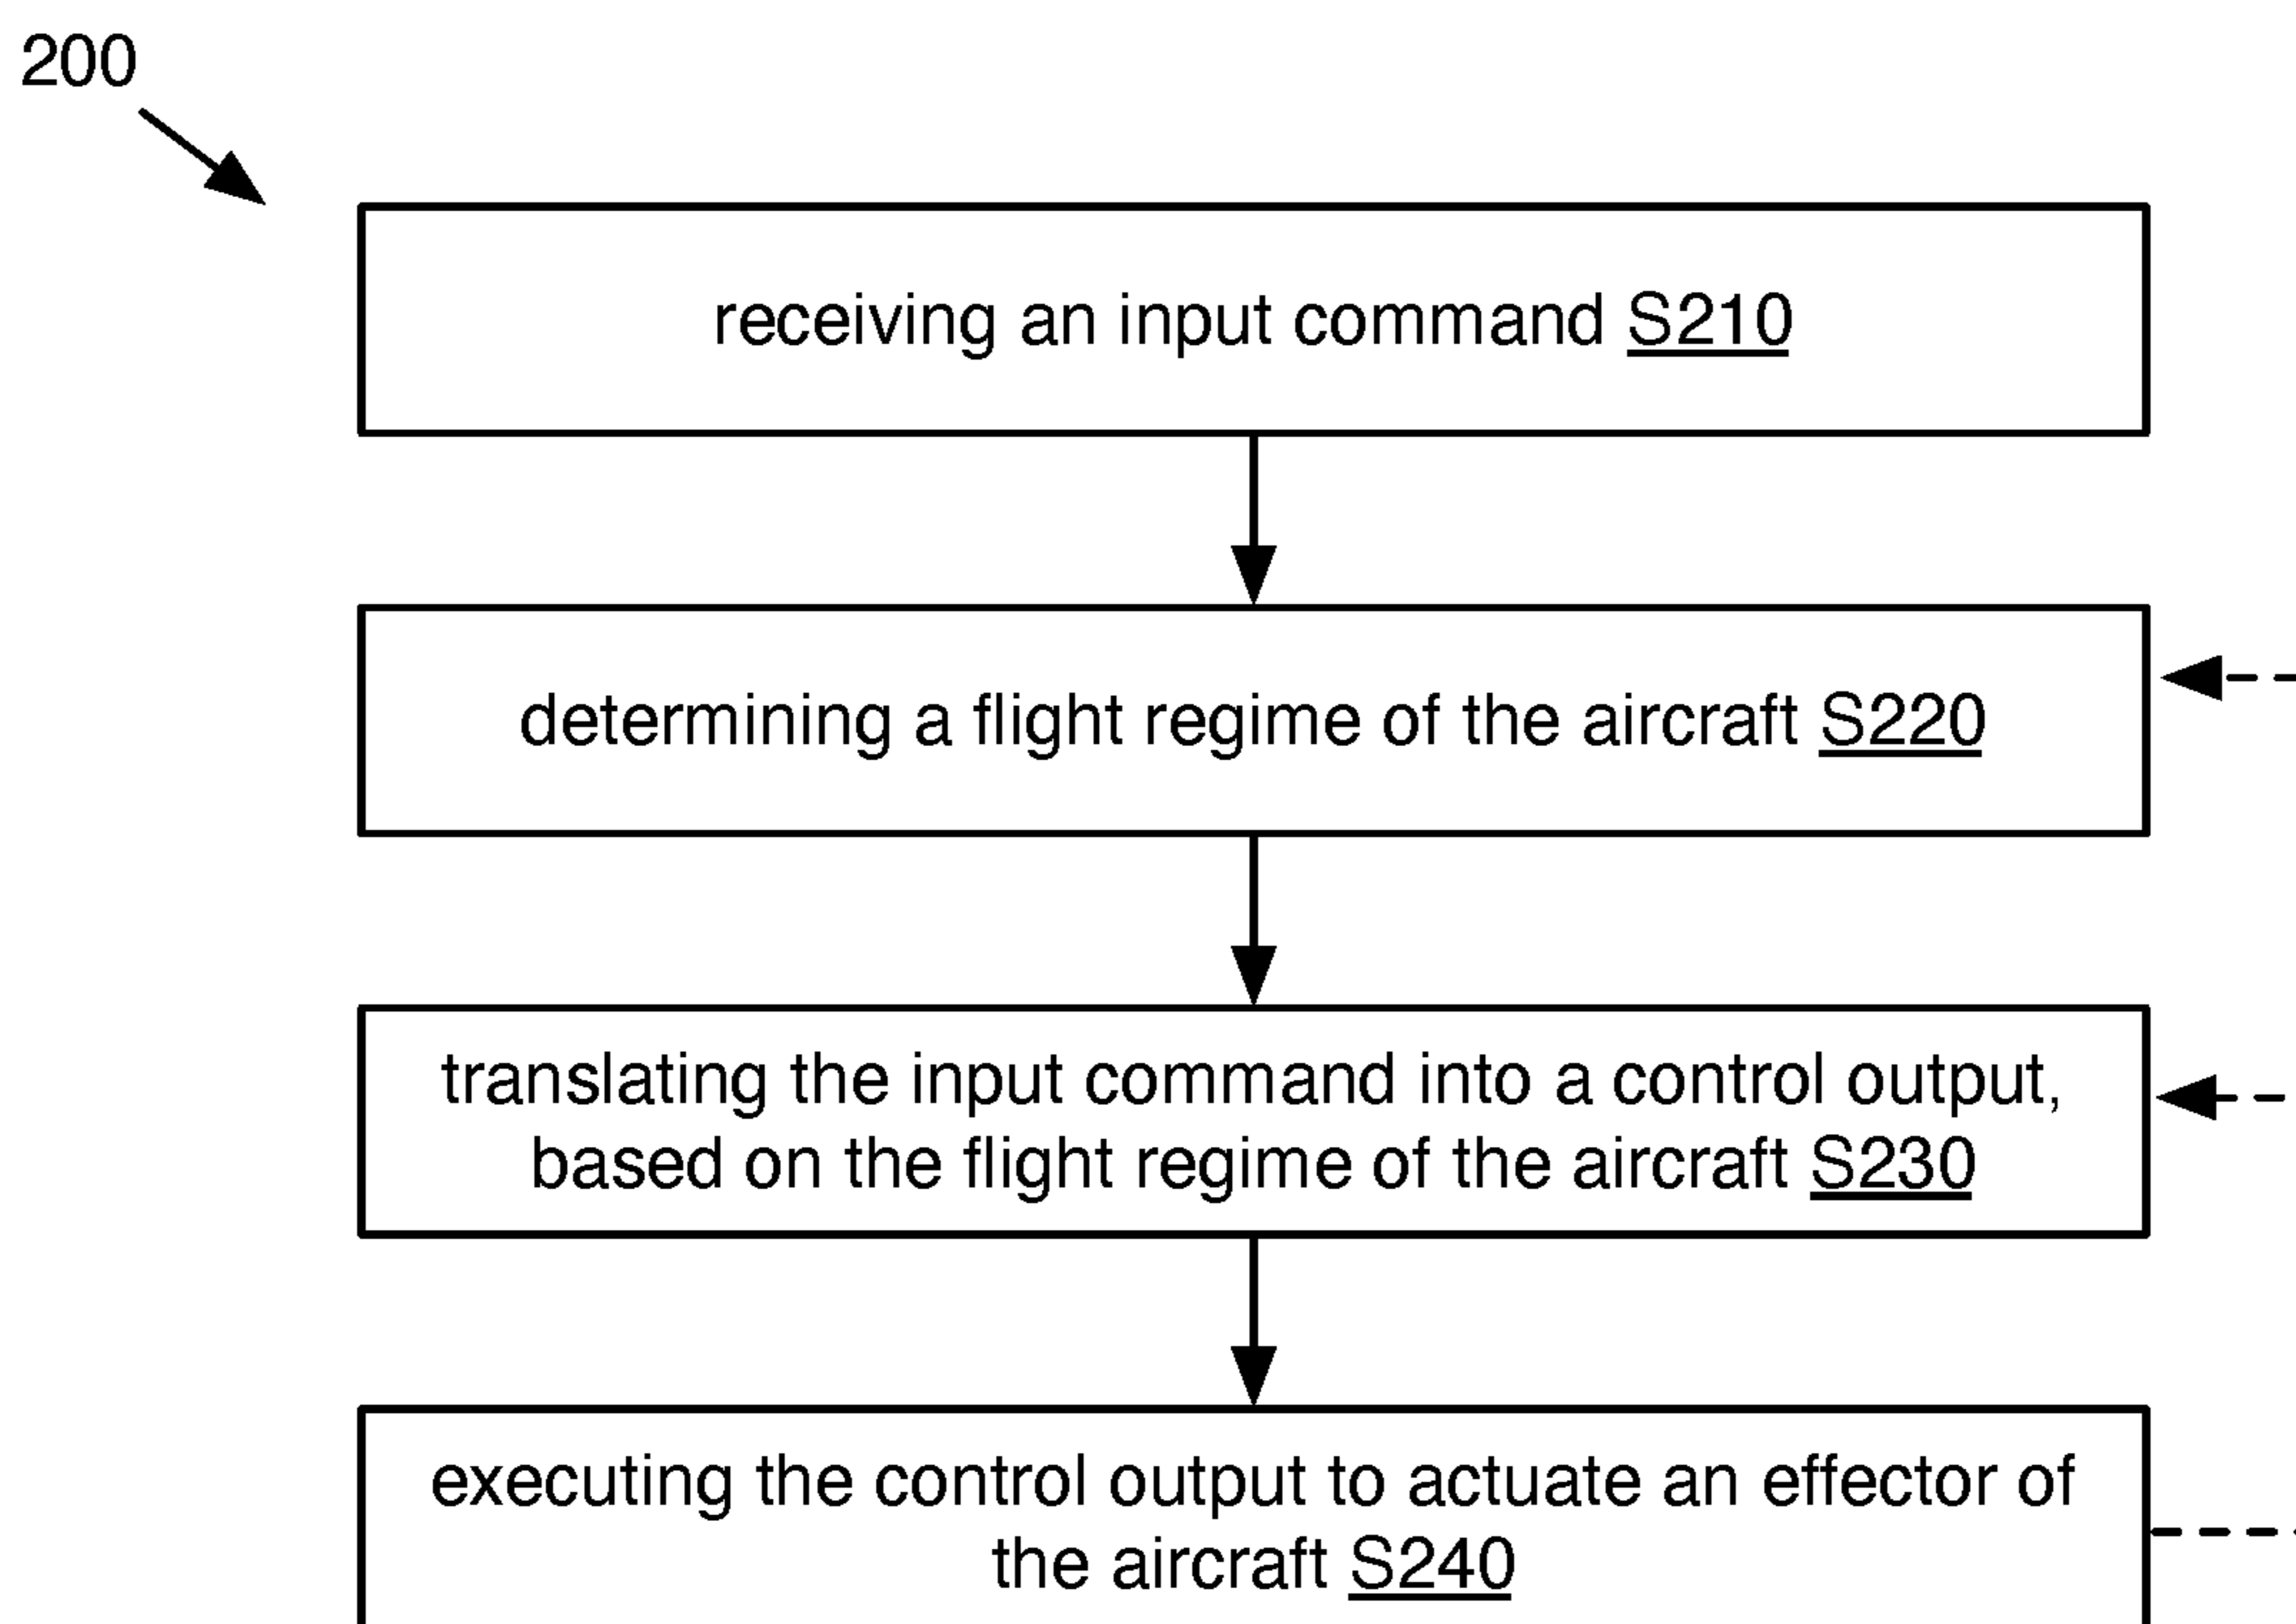 200
receiving an input command S210
determining a flight regime of the aircraft S220
translating the input command into a control output,
based on the flight regime of the aircraft S230
executing the control output to actuate an effector of
the aircraft S240